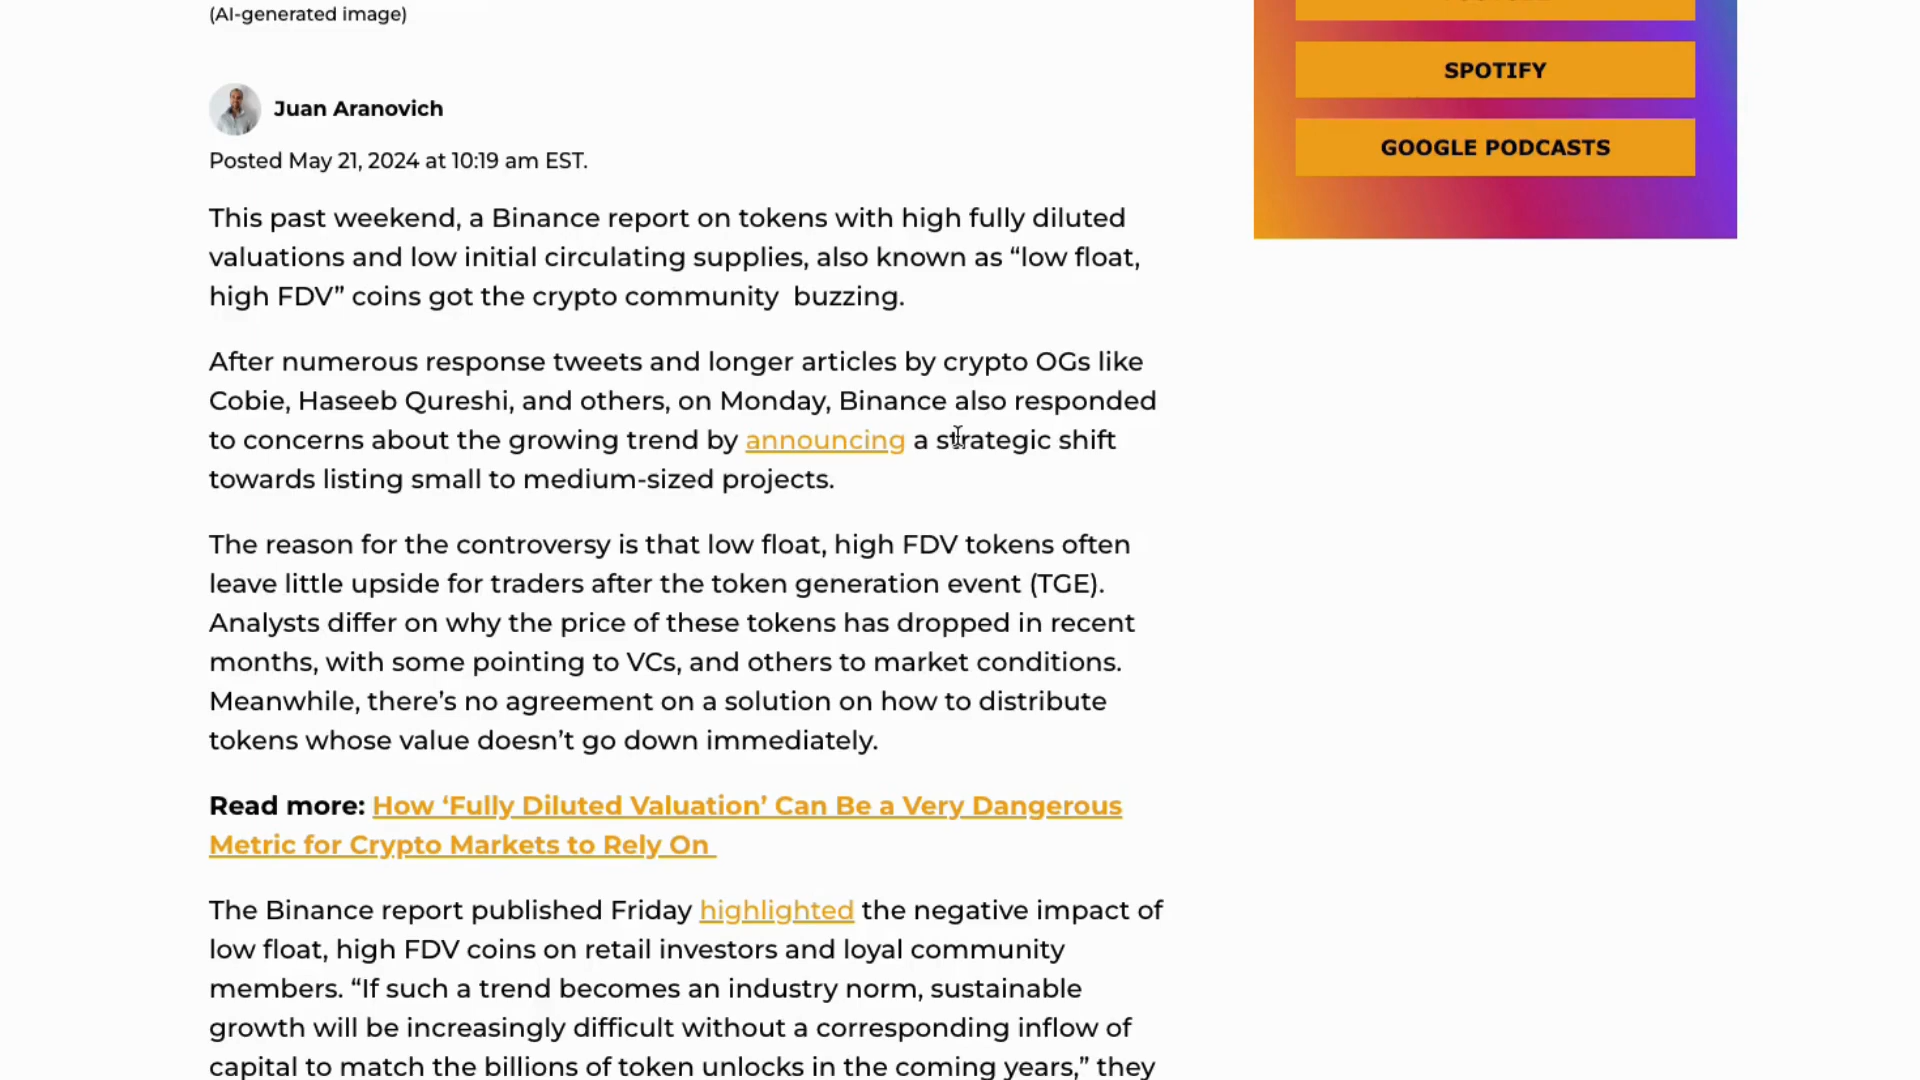 (AI-generated image)
SPOTIFY
GOOGLE PODCASTS
Juan Aranovich
Posted May 21, 2024 at 10:19 am EST.
This past weekend, a Binance report on tokens with high fully diluted
valuations and low initial circulating supplies, also known as “low float,
high FDV” coins got the crypto community  buzzing.
After numerous response tweets and longer articles by crypto OGs like
Cobie, Haseeb Qureshi, and others, on Monday, Binance also responded
to concerns about the growing trend by announcing a strategic shift
towards listing small to medium-sized projects.
The reason for the controversy is that low float, high FDV tokens often
leave little upside for traders after the token generation event (TGE).
Analysts differ on why the price of these tokens has dropped in recent
months, with some pointing to VCs, and others to market conditions.
Meanwhile, there’s no agreement on a solution on how to distribute
tokens whose value doesn’t go down immediately.
Read more: How ‘Fully Diluted Valuation’ Can Be a Very Dangerous
Metric for Crypto Markets to Rely On
The Binance report published Friday highlighted the negative impact of
low float, high FDV coins on retail investors and loyal community
members. “If such a trend becomes an industry norm, sustainable
growth will be increasingly difficult without a corresponding inflow of
capital to match the billions of token unlocks in the coming years,” they